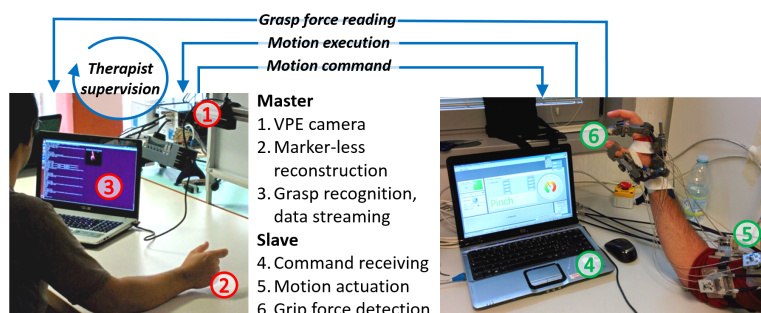 Grasp force reading
Motion execution
Motion command
Therapist
supervision
Master
1. VPE camera
2. Marker-less
reconstruction
3. Grasp recognition,
data streaming
Slave
4. Command receiving
5. Motion actuation
6. Grip force detection
1
3
2
6
Pinch
5
4